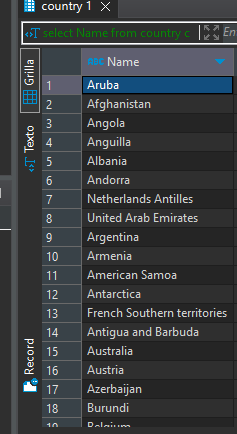 country 1
select Name from country c
En
Grilla
Texto
Record
ABC Name
1 Aruba
2 Afghanistan
3 Angola
4 Anguilla
5 Albania
6 Andorra
7 Netherlands Antilles
8 United Arab Emirates
9 Argentina
10 Armenia
11 American Samoa
12 Antarctica
13 French Southern territories
14 Antigua and Barbuda
15 Australia
16 Austria
17 Azerbaijan
18 Burundi
Belgium